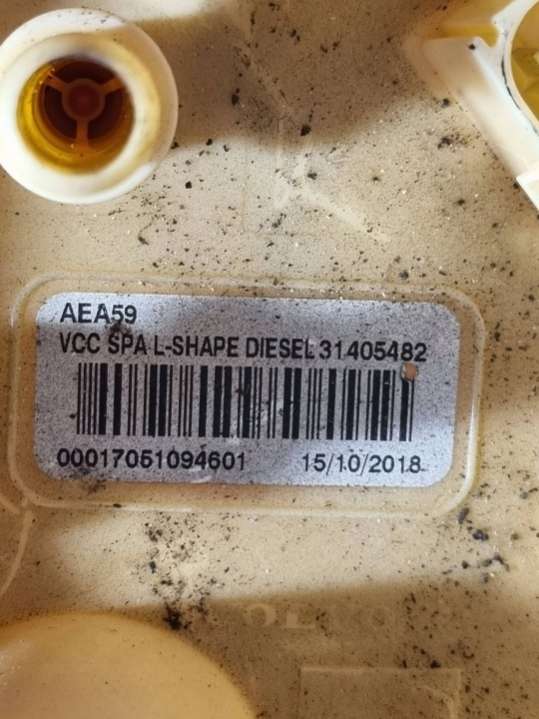 AEA59
VCC SPA L-SHAPE DIESEL 31405482
00017051094601 15/10/2018